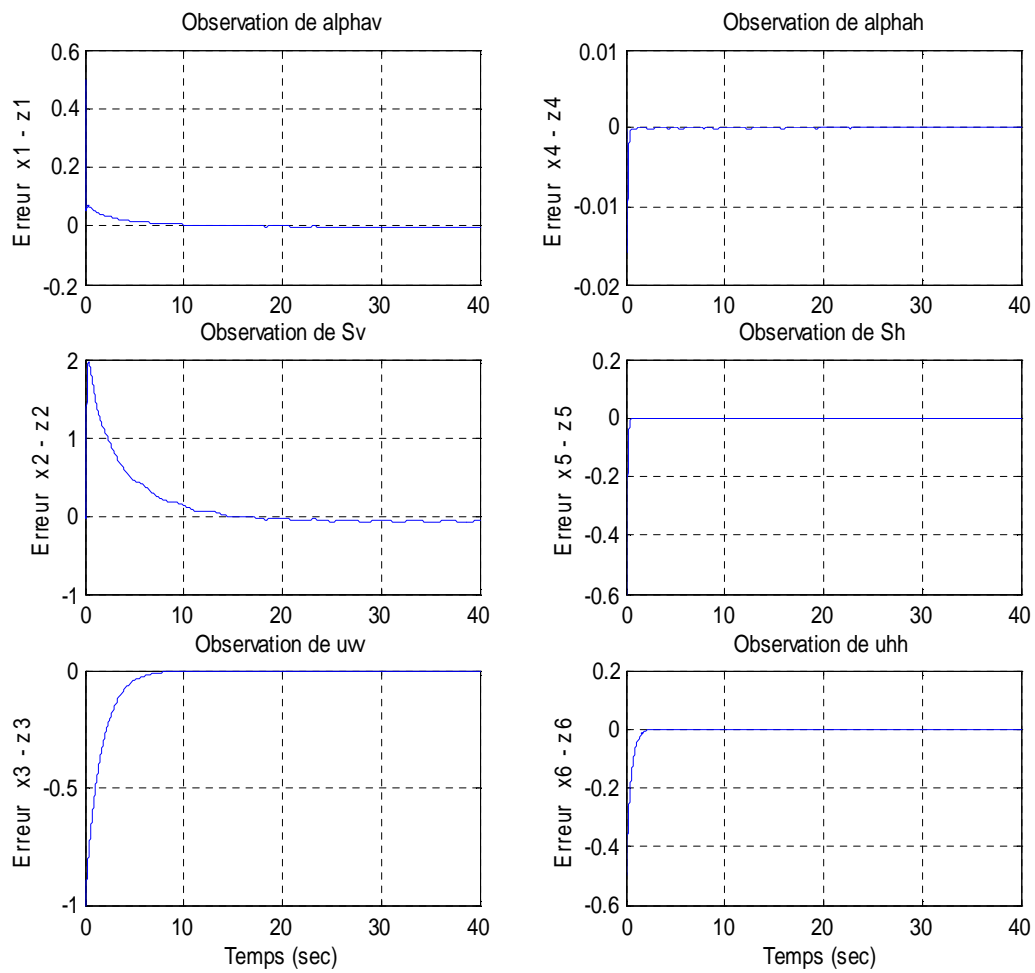 Observation de alphav
0.6
0.4
0.2
0
-0.2
Erreur x1 - z1
0 10 20 30 40
Observation de alphah
0.01
0
-0.01
-0.02
Erreur x4 - z4
0 10 20 30 40
Observation de Sv
2
1
0
-1
Erreur x2 - z2
0 10 20 30 40
Observation de Sh
0.2
0
-0.2
-0.4
-0.6
Erreur x5 - z5
0 10 20 30 40
Observation de uvv
0
-0.5
-1
Erreur x3 - z3
0 10 20 30 40
Temps (sec)
Observation de uhh
0.2
0
-0.2
-0.4
-0.6
Erreur x6 - z6
0 10 20 30 40
Temps (sec)